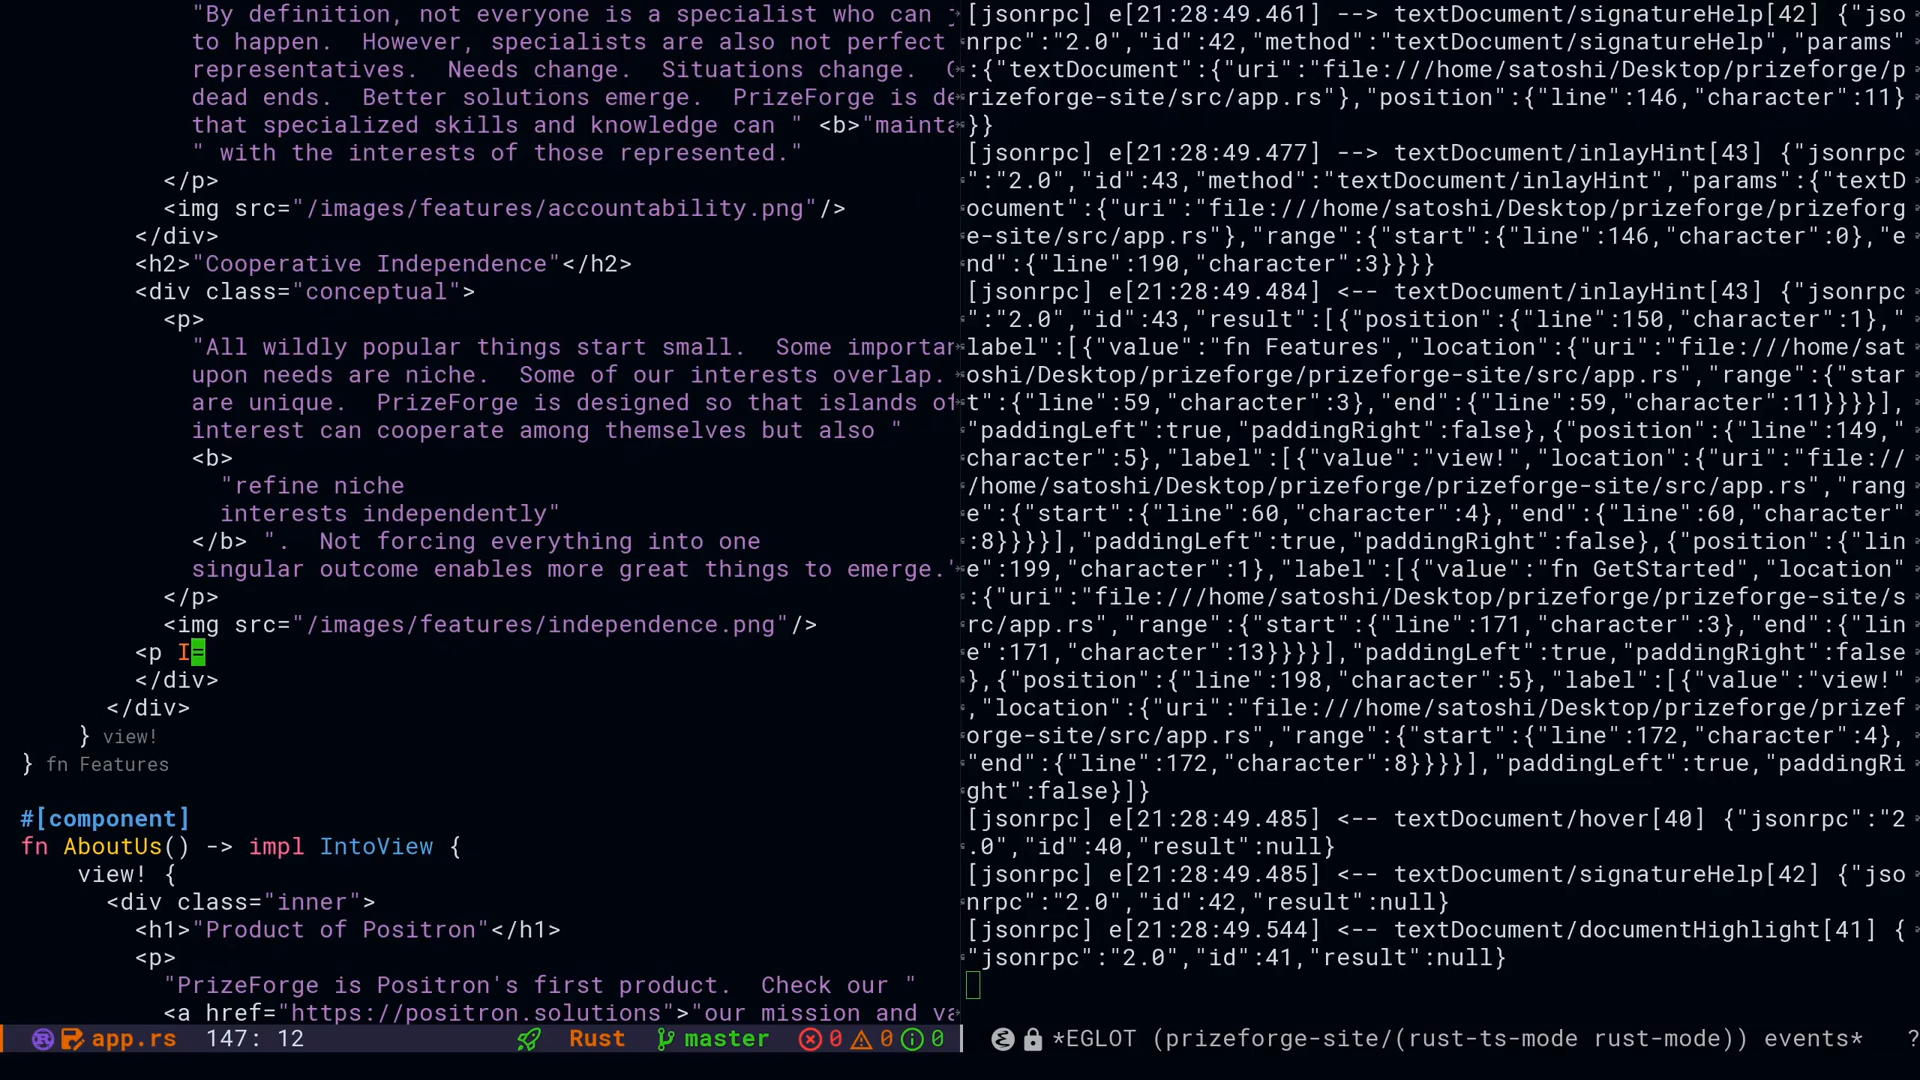 "By definition, not everyone is a specialist who can
to happen.  However, specialists are also not perfect
representatives.  Needs change.  Situations change.
dead ends.  Better solutions emerge.  PrizeForge is
that specialized skills and knowledge can " <b>"maint
" with the interests of those represented."
</p>
<img src="/images/features/accountability.png"/>
</div>
<h2>"Cooperative Independence"</h2>
<div class="conceptual">
<p>
"All wildly popular things start small.  Some
upon needs are niche.  Some of our interests overlap.
are unique.  PrizeForge is designed so that islands of
interest can cooperate among themselves but also "
<b>
"refine niche
interests independently"
</b> ".  Not forcing everything into one
singular outcome enables more great things to emerge."
</p>
<img src="/images/features/independence.png"/>
<p I=
</div>
</div>
} view!
} fn Features
#[component]
fn AboutUs() -> impl IntoView {
view! {
<div class="inner">
<h1>"Product of Positron"</h1>
<p>
"PrizeForge is Positron's first product.  Check our "
<a href="https://positron.solutions">"our mission and
app.rs 147: 12 Rust master 0 0 0
[jsonrpc] e[21:28:49.461] --> textDocument/signatureHelp[42] {"jso
nrpc":"2.0","id":42,"method":"textDocument/signatureHelp","params"
:{"textDocument":{"uri":"file:///home/satoshi/Desktop/prizeforge/p
rizeforge-site/src/app.rs"},"position":{"line":146,"character":11}
}}
[jsonrpc] e[21:28:49.477] --> textDocument/inlayHint[43] {"jsonrpc
":"2.0","id":43,"method":"textDocument/inlayHint","params":{"textD
ocument":{"uri":"file:///home/satoshi/Desktop/prizeforge/prizeforg
e-site/src/app.rs"},"range":{"start":{"line":146,"character":0},"e
nd":{"line":190,"character":3}}}}
[jsonrpc] e[21:28:49.484] <-- textDocument/inlayHint[43] {"jsonrpc
":"2.0","id":43,"result":[{"position":{"line":150,"character":1},"
label":[{"value":"fn Features","location":{"uri":"file:///home/sat
oshi/Desktop/prizeforge/prizeforge-site/src/app.rs","range":{"star
t":{"line":59,"character":3},"end":{"line":59,"character":11}}}}],
"paddingLeft":true,"paddingRight":false},{"position":{"line":149,"
character":5},"label":[{"value":"view!","location":{"uri":"file://
/home/satoshi/Desktop/prizeforge/prizeforge-site/src/app.rs","rang
e":{"start":{"line":60,"character":4},"end":{"line":60,"character"
:8}}}}],"paddingLeft":true,"paddingRight":false},{"position":{"lin
e":199,"character":1},"label":[{"value":"fn GetStarted","location"
:{"uri":"file:///home/satoshi/Desktop/prizeforge/prizeforge-site/s
rc/app.rs","range":{"start":{"line":171,"character":3},"end":{"lin
e":171,"character":13}}}}],"paddingLeft":true,"paddingRight":false
},{"position":{"line":198,"character":5},"label":[{"value":"view!"
,"location":{"uri":"file:///home/satoshi/Desktop/prizeforge/prizef
orge-site/src/app.rs","range":{"start":{"line":172,"character":4},
"end":{"line":172,"character":8}}}}],"paddingLeft":true,"paddingRi
ght":false}]}
[jsonrpc] e[21:28:49.485] <-- textDocument/hover[40] {"jsonrpc":"2
.0","id":40,"result":null}
[jsonrpc] e[21:28:49.485] <-- textDocument/signatureHelp[42] {"jso
nrpc":"2.0","id":42,"result":null}
[jsonrpc] e[21:28:49.544] <-- textDocument/documentHighlight[41] {
"jsonrpc":"2.0","id":41,"result":null}
*EGLOT (prizeforge-site/(rust-ts-mode rust-mode)) events* ?